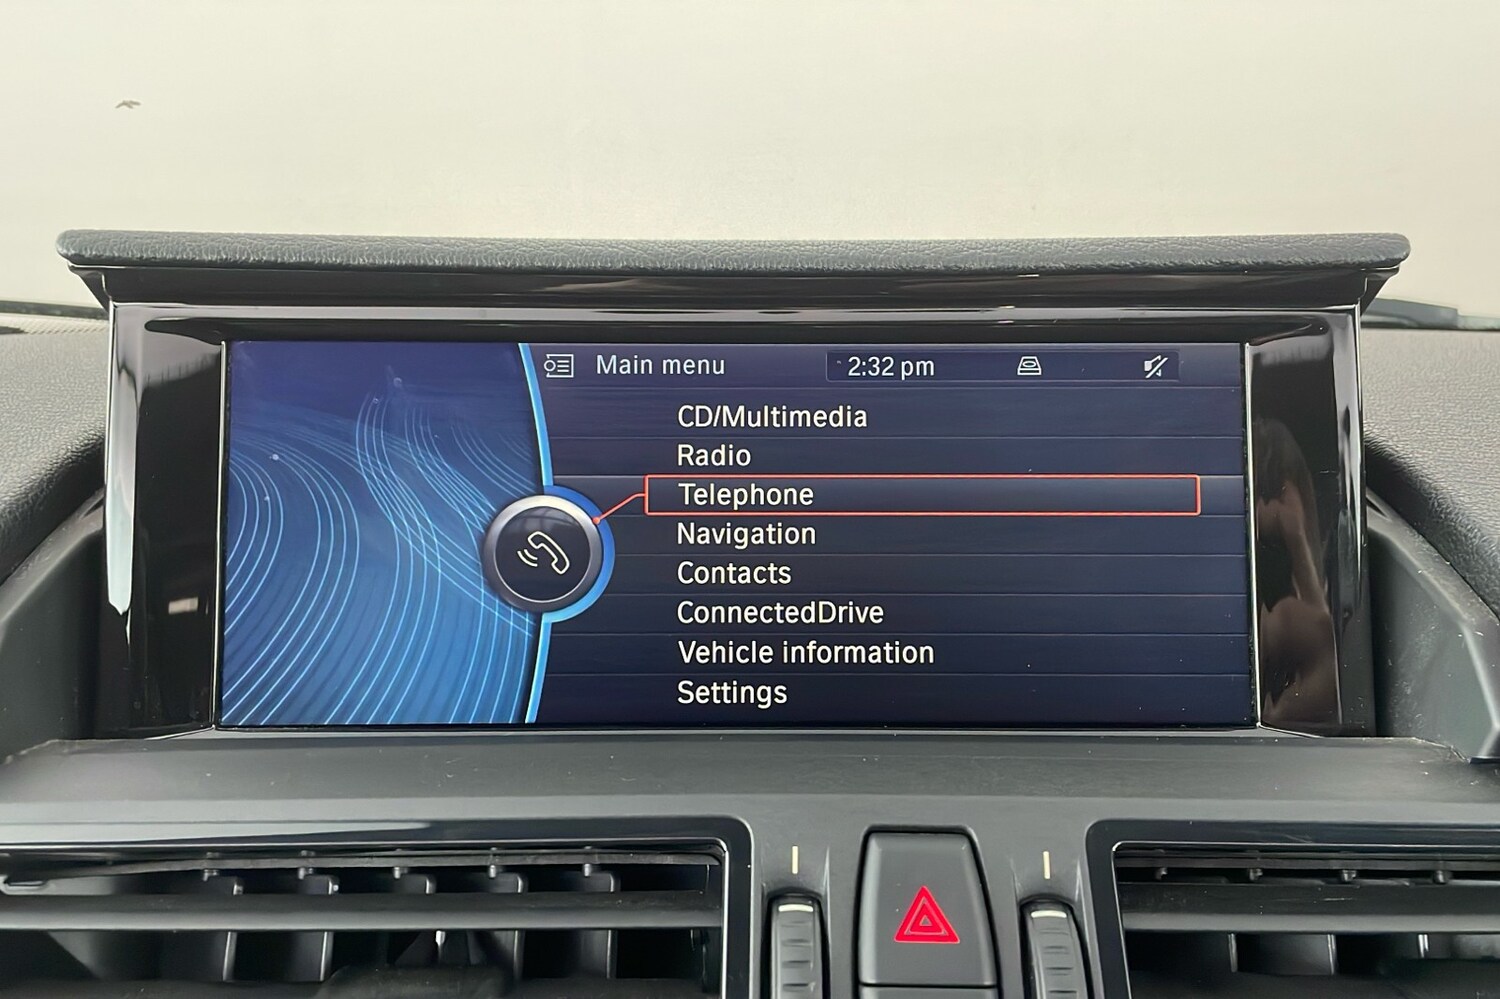 Main menu 2:32 pm
CD/Multimedia
Radio
Telephone
Navigation
Contacts
ConnectedDrive
Vehicle information
Settings